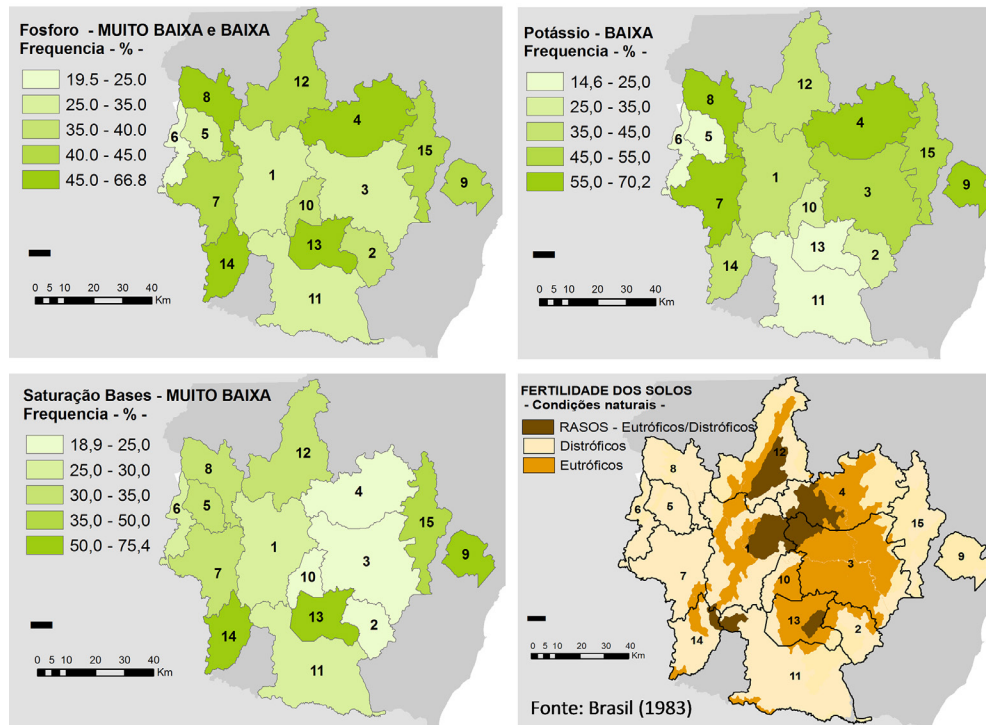 Fosforo - MUITO BAIXA e BAIXA
Frequencia - % -
19.5 - 25.0
25.0 - 35.0
35.0 - 40.0
40.0 - 45.0
45.0 - 66.8
12
8
4
6
5
15
9
1
3
7
10
13
2
14
11
0 5 10 20 30 40
Km
Potássio - BAIXA
Frequencia - % -
14,6 - 25,0
25,0 - 35,0
35,0 - 45,0
45,0 - 55,0
55,0 - 70,2
12
8
4
6
5
15
9
1
3
7
10
13
2
14
11
0 5 10 20 30 40
Km
Saturação Bases - MUITO BAIXA
Frequencia - % -
18,9 - 25,0
25,0 - 30,0
30,0 - 35,0
35,0 - 50,0
50,0 - 75,4
12
8
4
6
5
15
9
1
3
7
10
13
2
14
11
0 5 10 20 30 40
Km
FERTILIDADE DOS SOLOS
- Condições naturais -
RASOS - Eutróficos/Distróficos
Distróficos
Eutróficos
12
8
4
6
5
15
9
1
3
7
10
13
2
14
11
0 5 10 20 30 40
Km
Fonte: Brasil (1983)